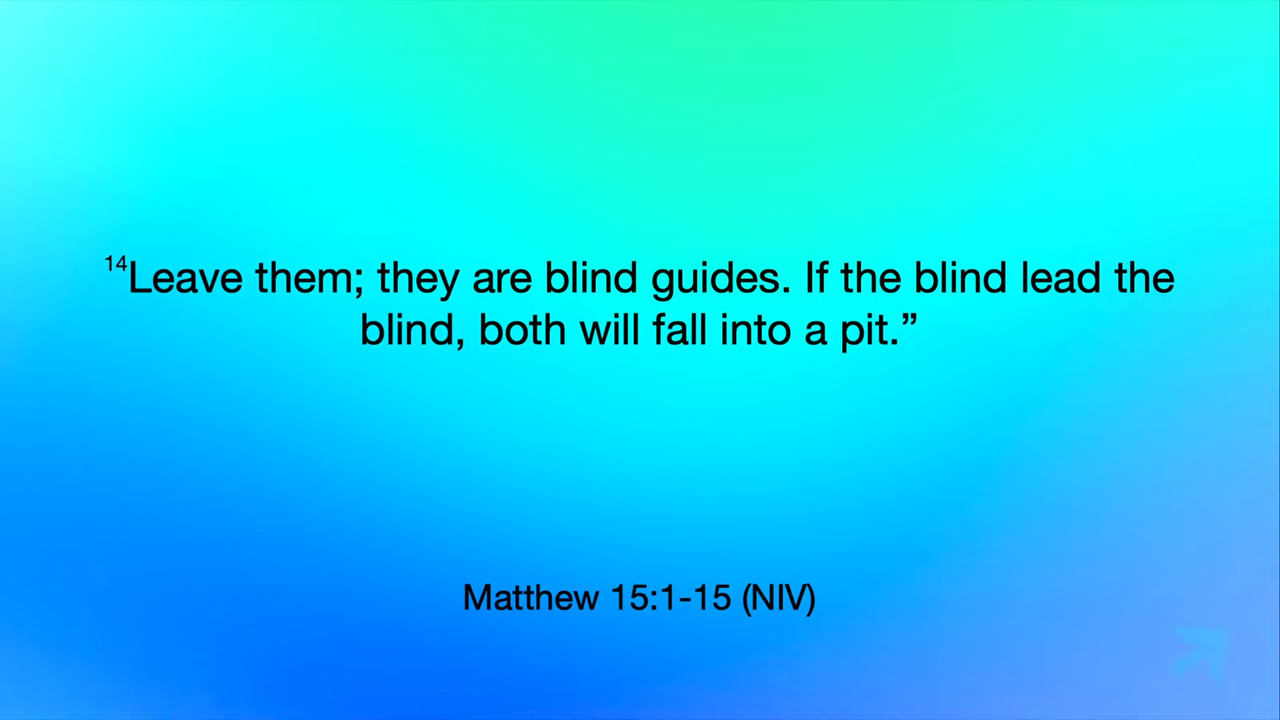 14Leave them; they are blind guides. If the blind lead the
blind, both will fall into a pit.”
Matthew 15:1-15 (NIV)